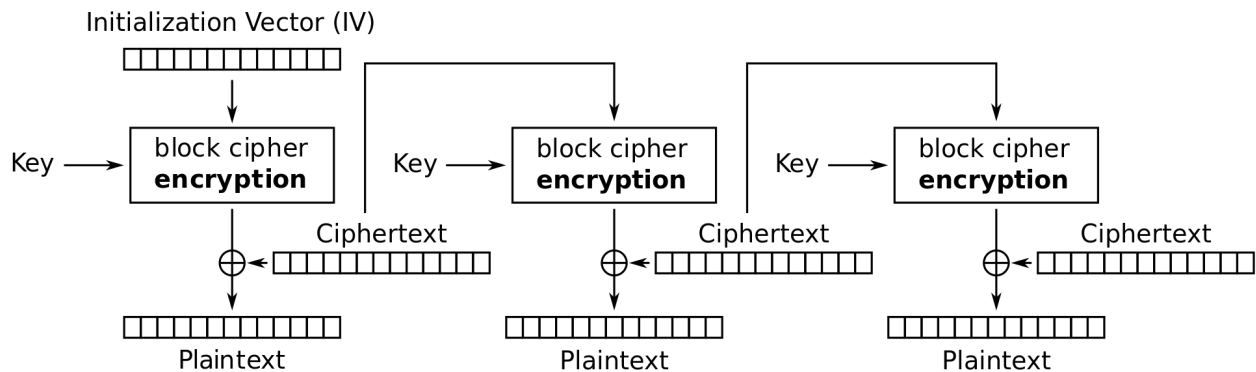 Initialization Vector (IV)
Key
block cipher
encryption
Ciphertext
Plaintext
Key
block cipher
encryption
Ciphertext
Plaintext
Key
block cipher
encryption
Ciphertext
Plaintext